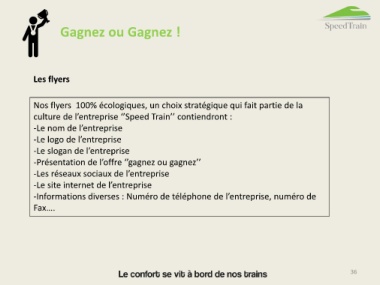 Gagnez ou Gagnez !
SpeedTrain
Les flyers
Nos flyers 100% écologiques, un choix stratégique qui fait partie de la
culture de l'entreprise ''Speed Train'' contiendront :
-Le nom de l'entreprise
-Le logo de l'entreprise
-Le slogan de l'entreprise
-Présentation de l'offre ''gagnez ou gagnez''
-Les réseaux sociaux de l'entreprise
-Le site internet de l'entreprise
-Informations diverses : Numéro de téléphone de l'entreprise, numéro de
Fax....
Le confort se vit à bord de nos trains
36